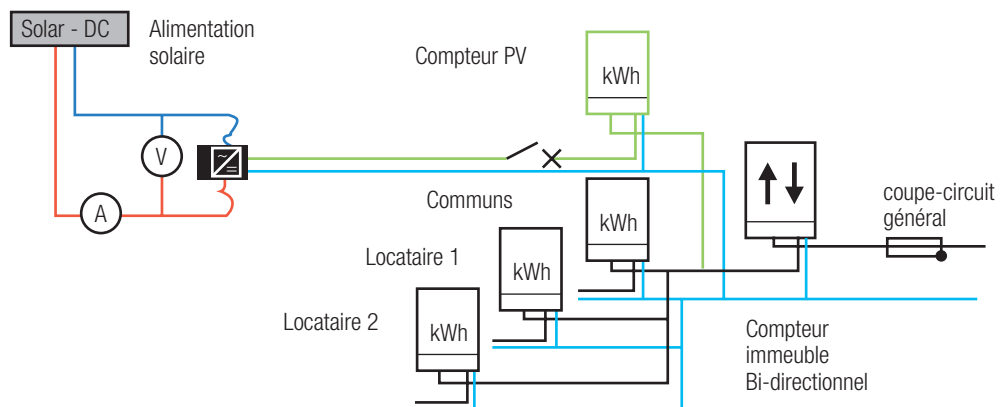 Solar - DC
Alimentation
solaire
Compteur PV
kWh
V
A
Communs
kWh
coupe-circuit
général
Locataire 1
kWh
Locataire 2
kWh
Compteur
immeuble
Bi-directionnel